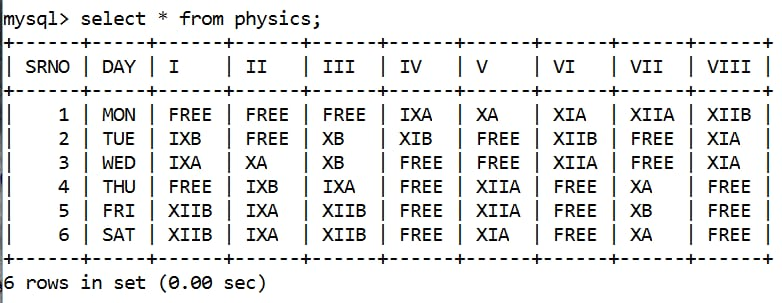 mysql> select * from physics;
+------+-----+------+------+------+------+------+------+------+------+
| SRNO | DAY | I    | II   | III  | IV   | V    | VI   | VII  | VIII |
+------+-----+------+------+------+------+------+------+------+------+
|    1 | MON | FREE | FREE | FREE | IXA  | XA   | XIA  | XIIA | XIIB |
|    2 | TUE | IXB  | FREE | XB   | XIB  | FREE | XIIB | FREE | XIA  |
|    3 | WED | IXA  | XA   | XB   | FREE | FREE | XIIA | FREE | XIA  |
|    4 | THU | FREE | IXB  | IXA  | FREE | XIIA | FREE | XA   | FREE |
|    5 | FRI | XIIB | IXA  | XIIB | FREE | XIIA | FREE | XB   | FREE |
|    6 | SAT | XIIB | IXA  | XIIB | FREE | XIA  | FREE | XA   | FREE |
+------+-----+------+------+------+------+------+------+------+------+
6 rows in set (0.00 sec)